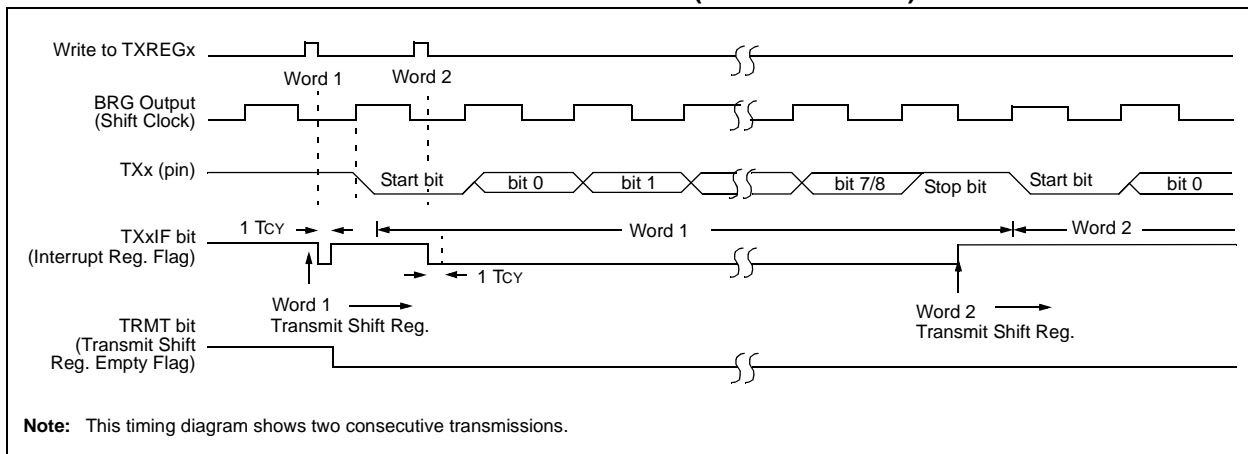 Write to TXREGx
Word 1
Word 2
BRG Output
(Shift Clock)
TXx (pin)
Start bit
bit 0
bit 1
bit 7/8
Stop bit
Start bit
bit 0
1 TCY
Word 1
Word 2
TXxIF bit
(Interrupt Reg. Flag)
1 TCY
Word 1
Transmit Shift Reg.
Word 2
Transmit Shift Reg.
TRMT bit
(Transmit Shift
Reg. Empty Flag)
Note: This timing diagram shows two consecutive transmissions.